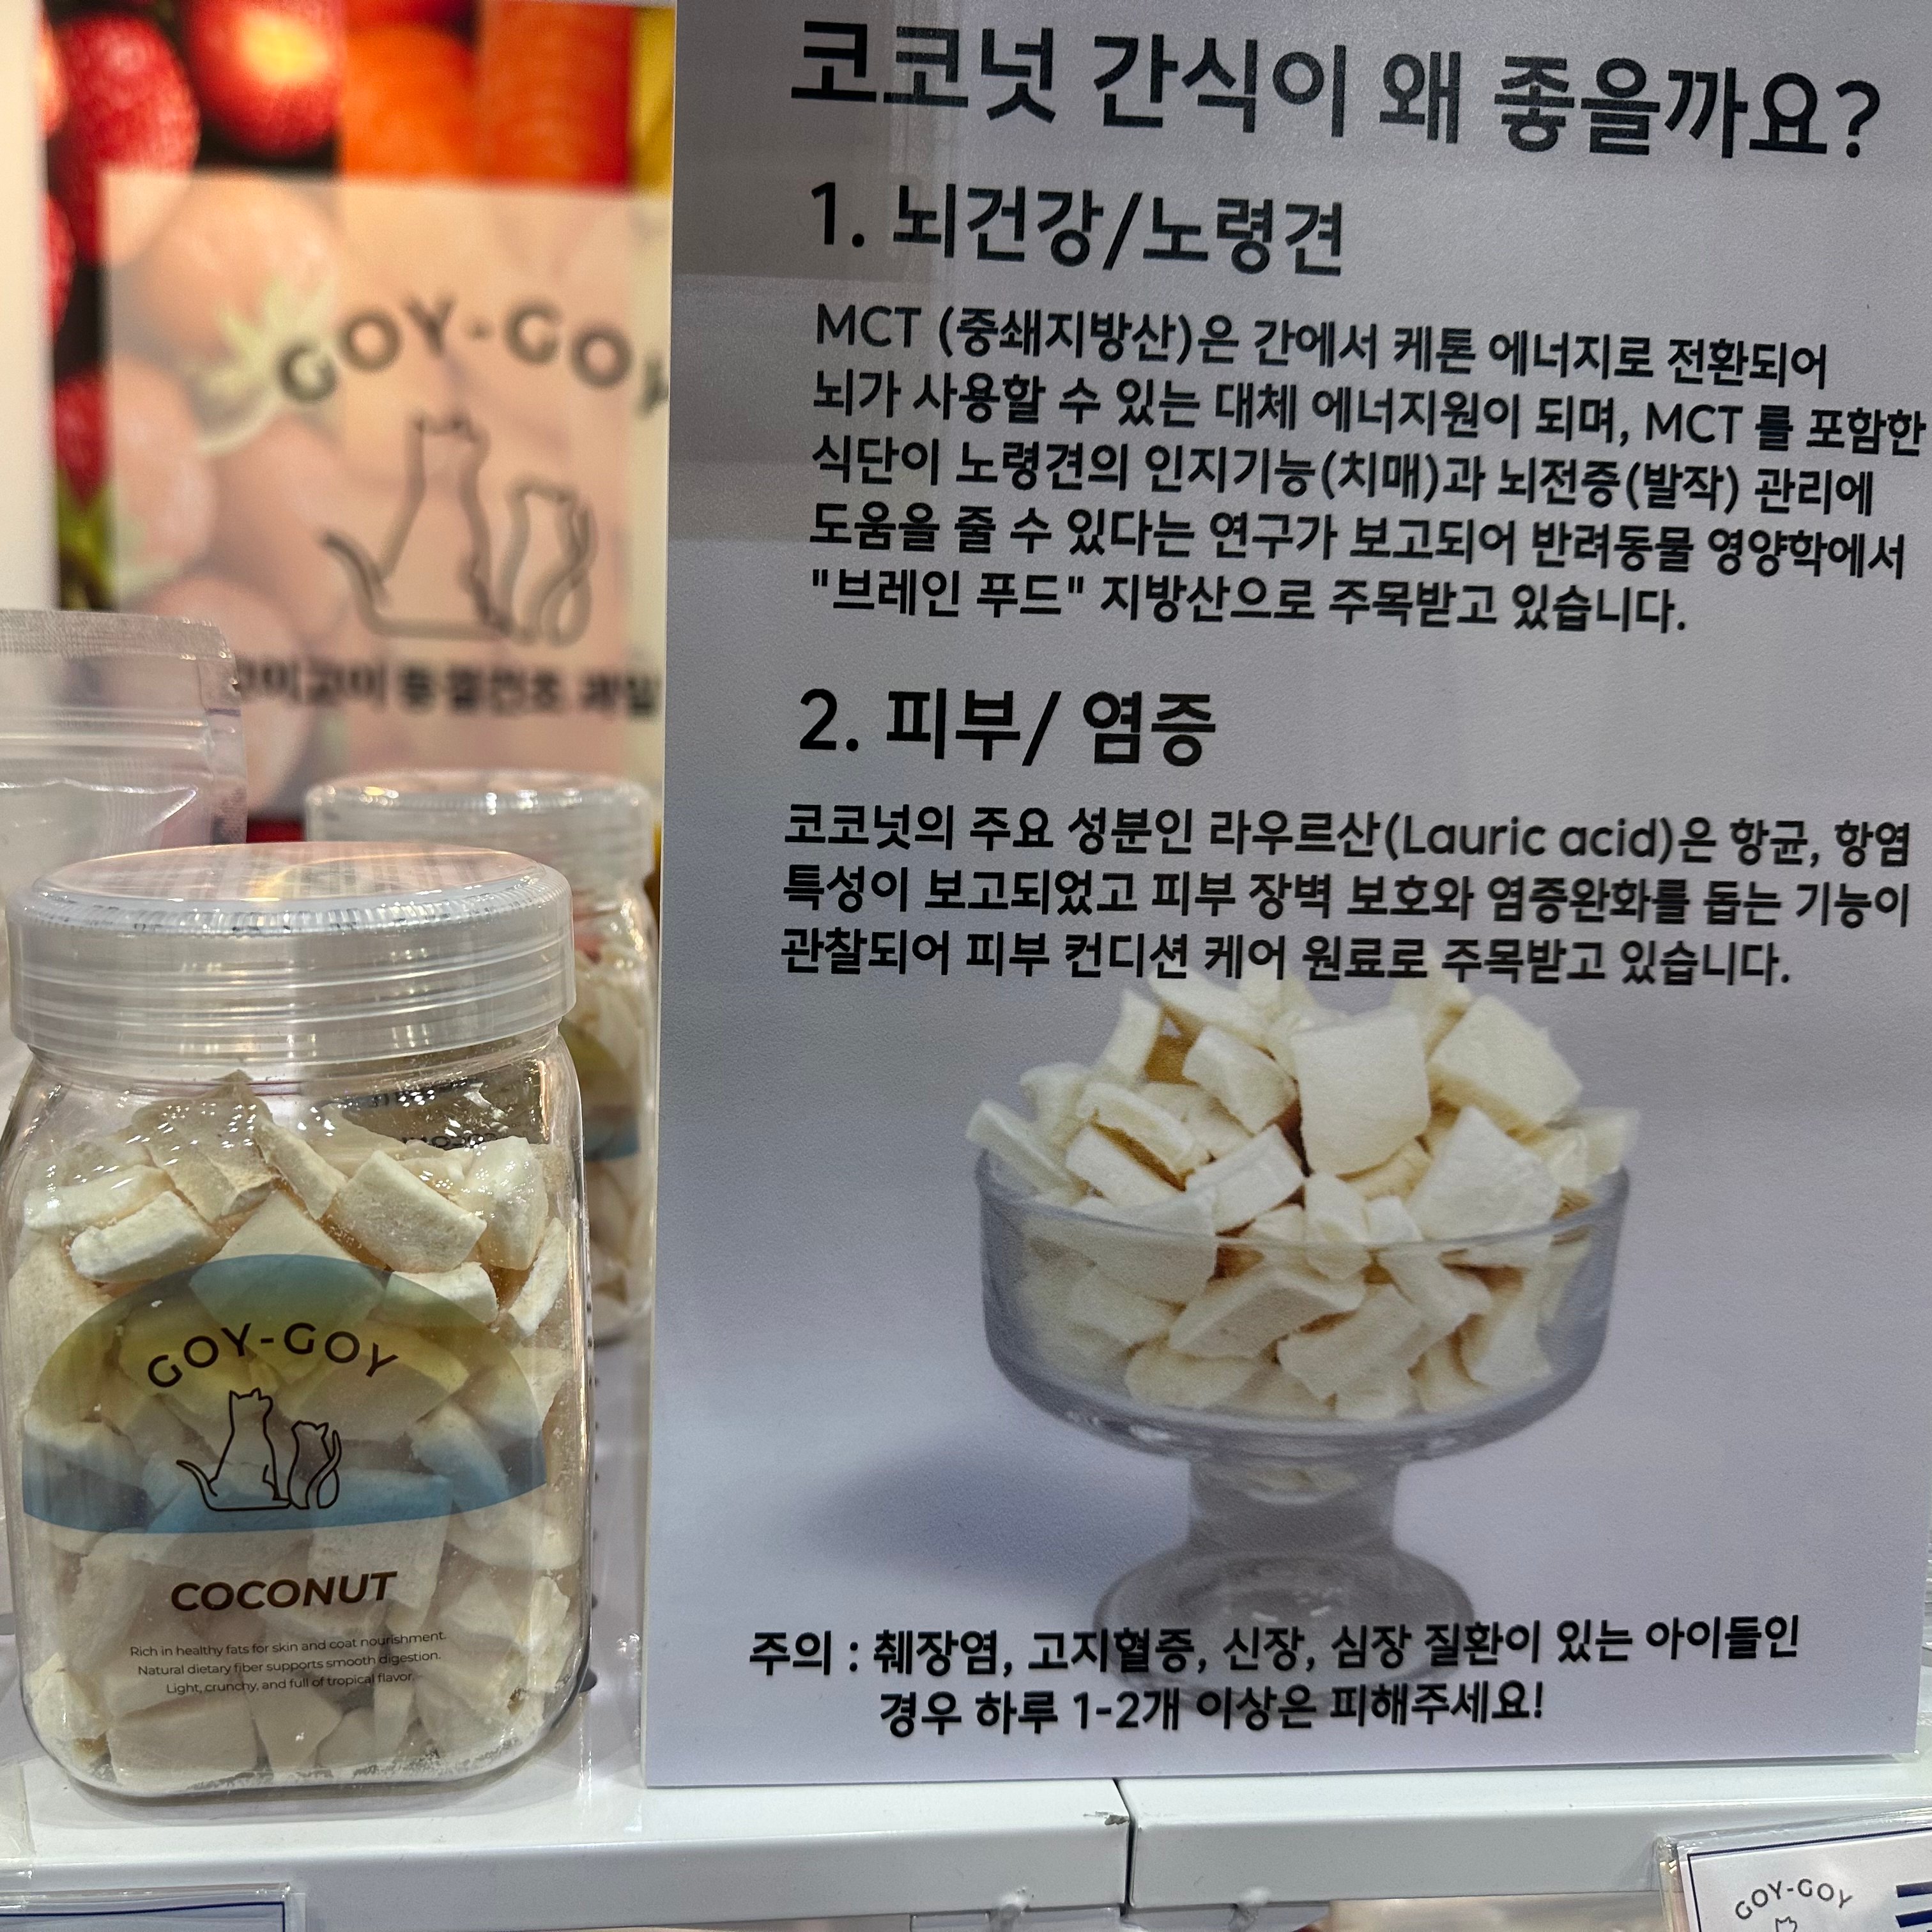 코코넛 간식이 왜 좋을까요?
1. 뇌건강/노령견
MCT (중쇄지방산)은 간에서 케톤 에너지로 전환되어
뇌가 사용할 수 있는 대체 에너지원이 되며, MCT 를 포함한
식단이 노령견의 인지기능(치매)과 뇌전증(발작) 관리에
도움을 줄 수 있다는 연구가 보고되어 반려동물 영양학에서
"브레인 푸드" 지방산으로 주목받고 있습니다.
2. 피부/ 염증
코코넛의 주요 성분인 라우르산(Lauric acid)은 항균, 항염
특성이 보고되었고 피부 장벽 보호와 염증완화를 돕는 기능이
관찰되어 피부 컨디션 케어 원료로 주목받고 있습니다.
주의 : 췌장염, 고지혈증, 신장, 심장 질환이 있는 아이들인
경우 하루 1-2개 이상은 피해주세요!
GOY-GOY
고이고이 동결건조 과일
GOY-GOY
COCONUT
Rich in healthy fats for skin and coat nourishment.
Natural dietary fiber supports smooth digestion.
Light, crunchy, and full of tropical flavor.
GOY-GOY